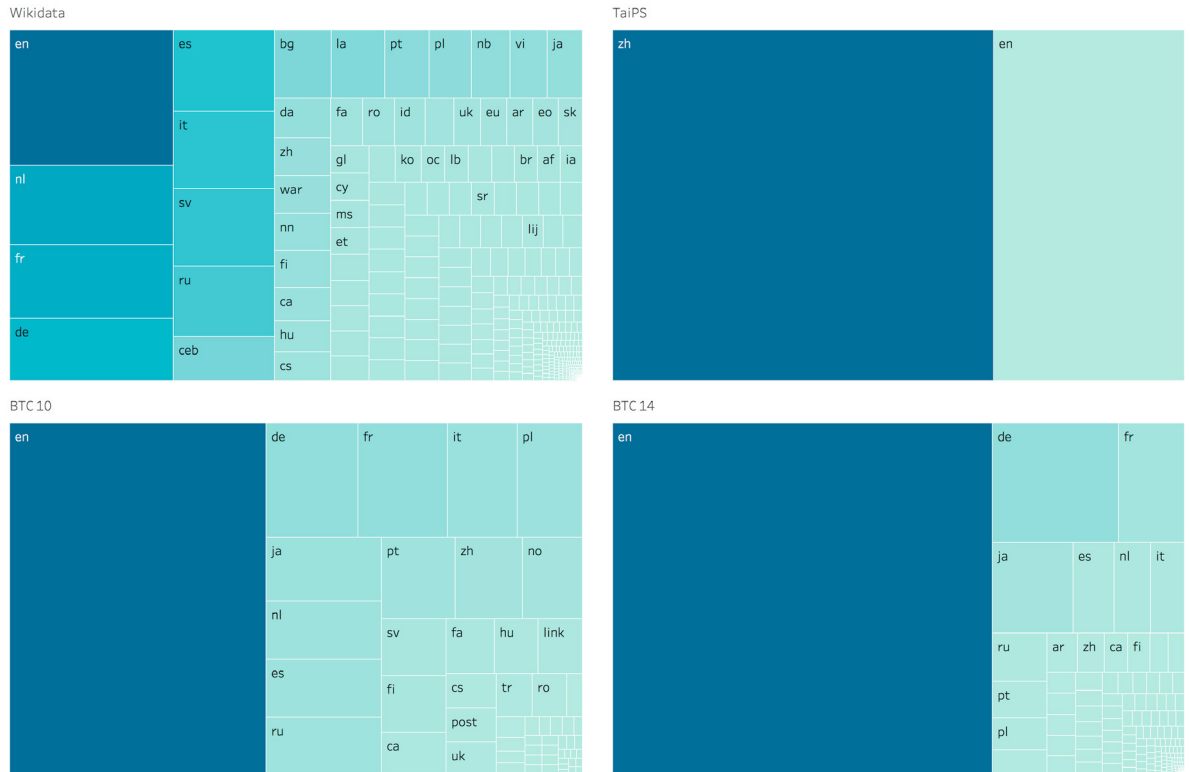 Wikidata
en
nl
fr
de
es
it
sv
ru
ceb
bg
da
zh
war
nn
fi
ca
hu
cs
la
pt
pl
nb
vi
ja
fa
ro
id
uk
eu
ar
eo
sk
gl
ko
oc
lb
br
af
ia
cy
ms
et
sr
lij
TaiPS
zh
en
BTC 10
en
de
fr
it
pl
ja
nl
es
ru
pt
zh
no
sv
fa
hu
link
fi
cs
tr
ro
post
ca
uk
BTC 14
en
de
fr
ja
es
nl
it
ru
ar
zh
ca
fi
pt
pl